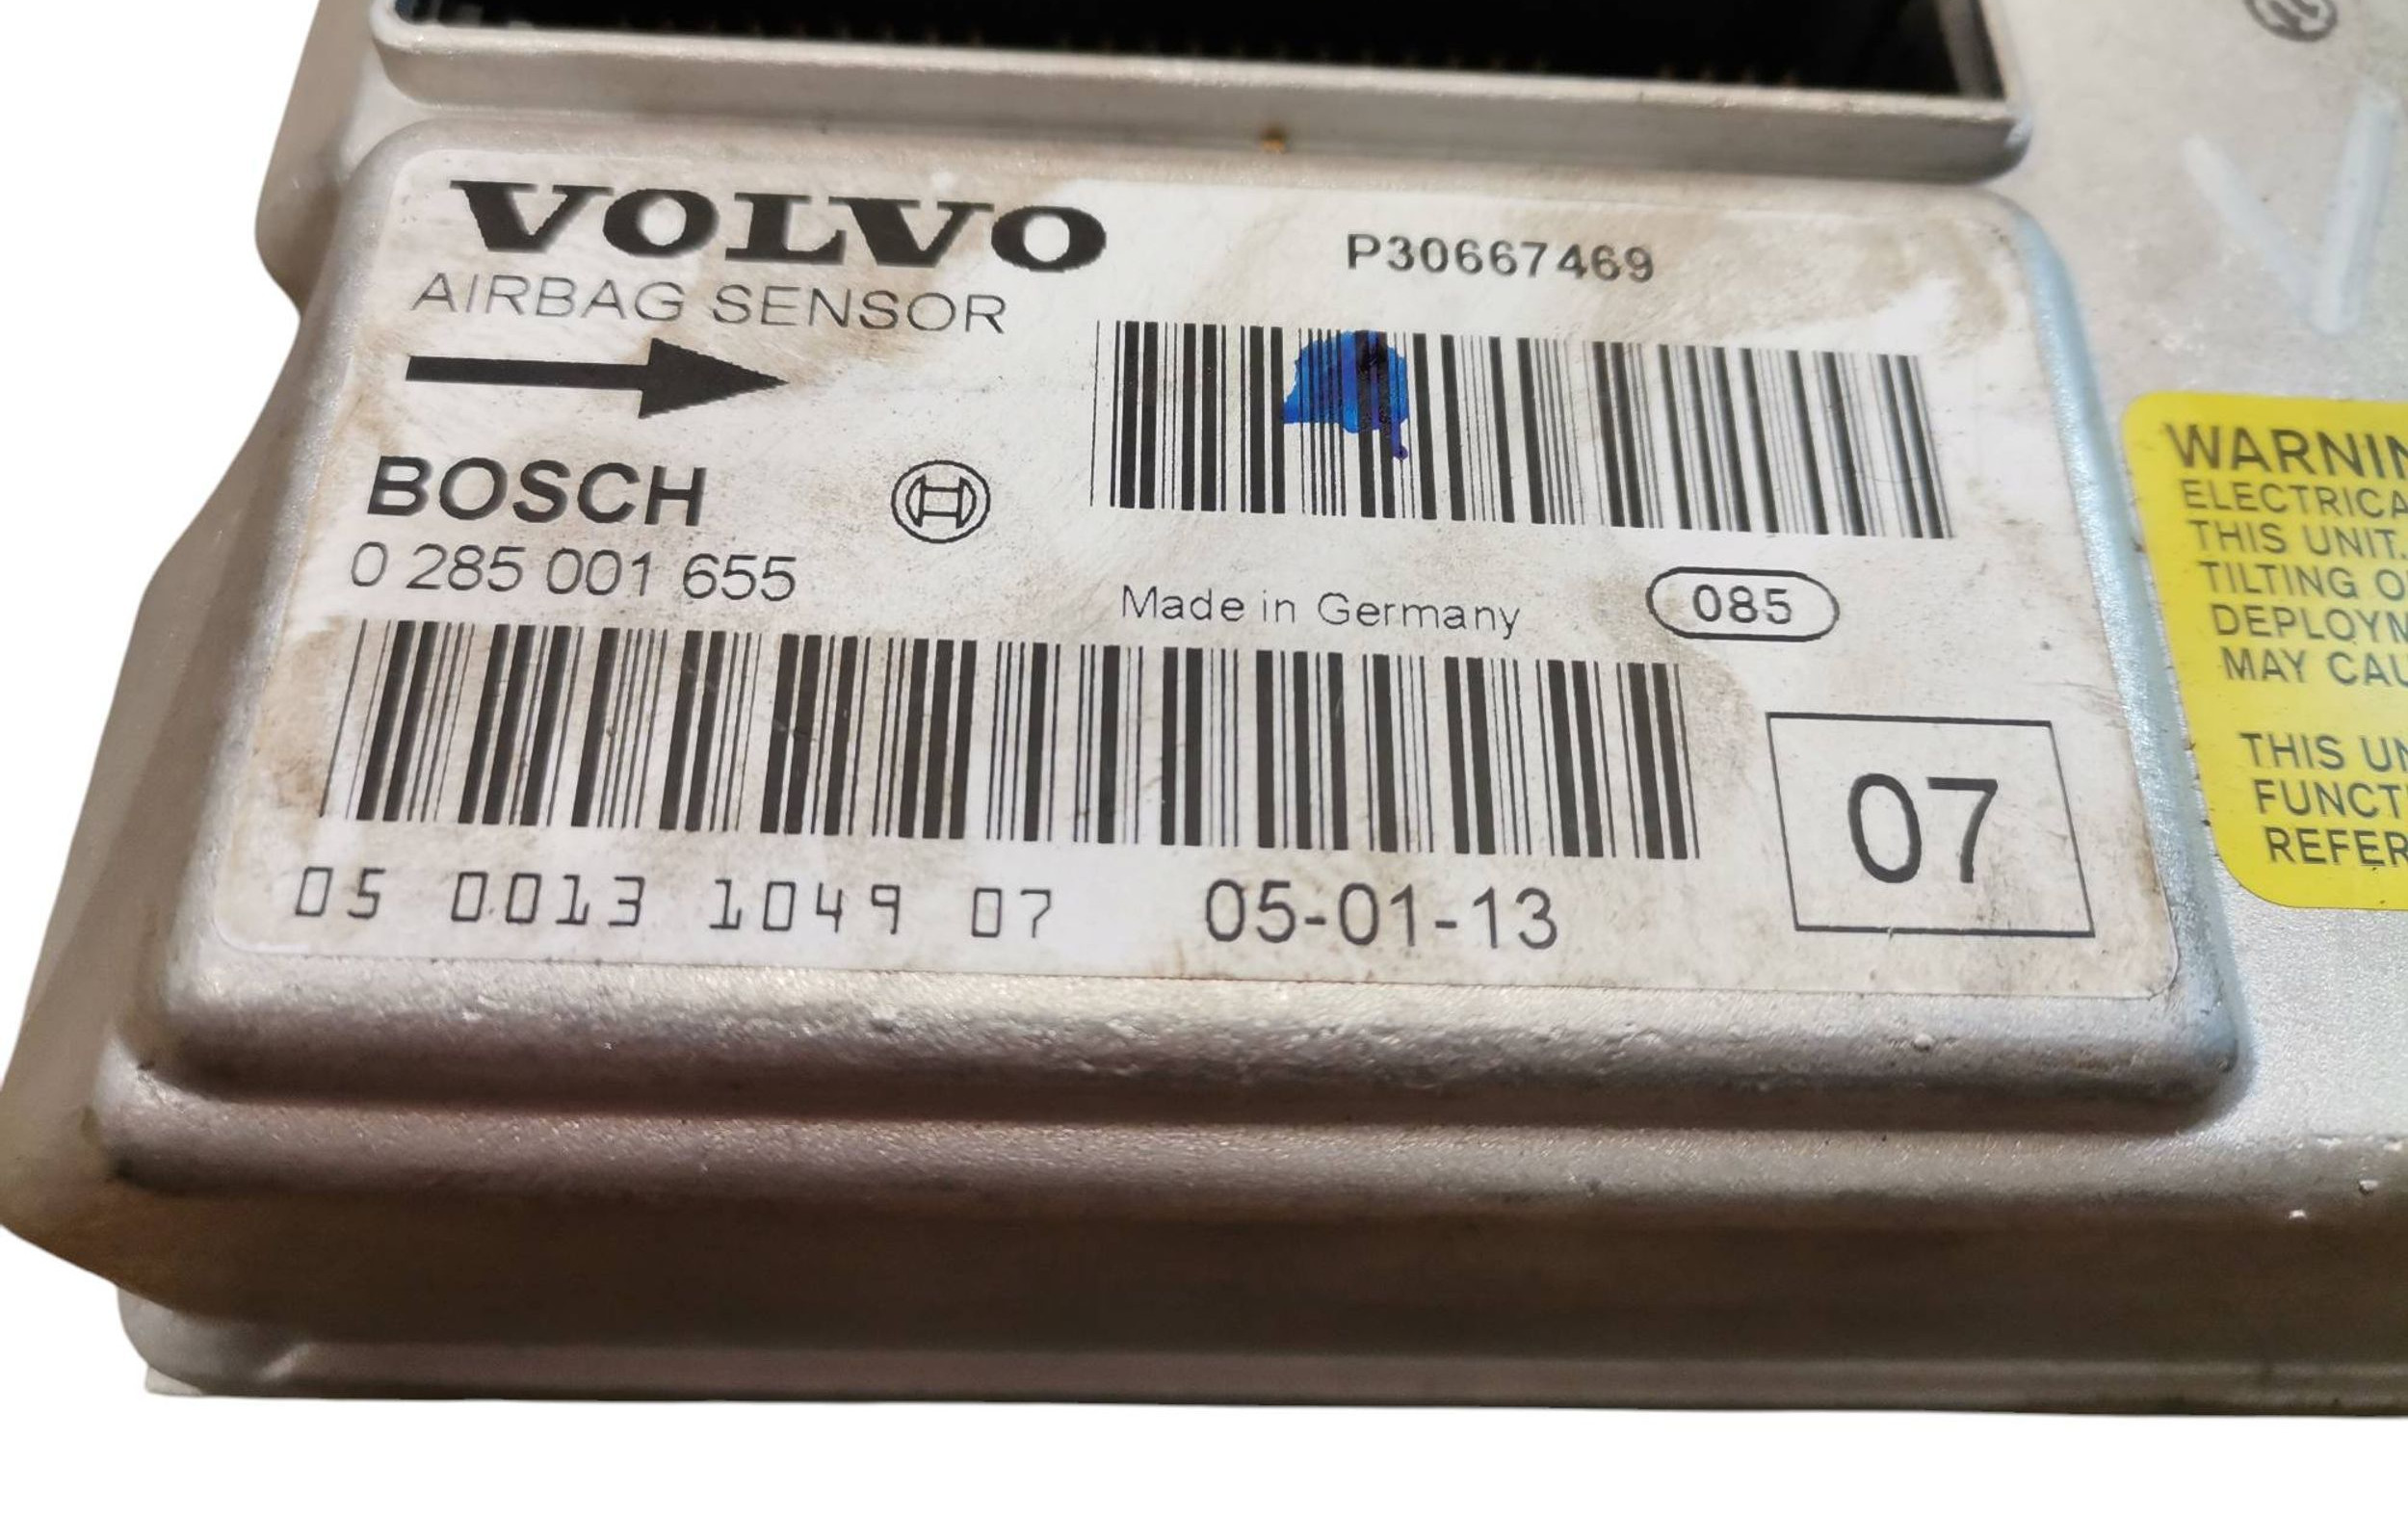 VOLVO
P30667469
AIRBAG SENSOR
BOSCH
0 285 001 655
Made in Germany
085
05 0013 1049 07
05-01-13
07
ELECTRICA
THIS UNIT.
TILTING O
DEPLOYM
MAY CAU
THIS UN
FUNCT
REFER